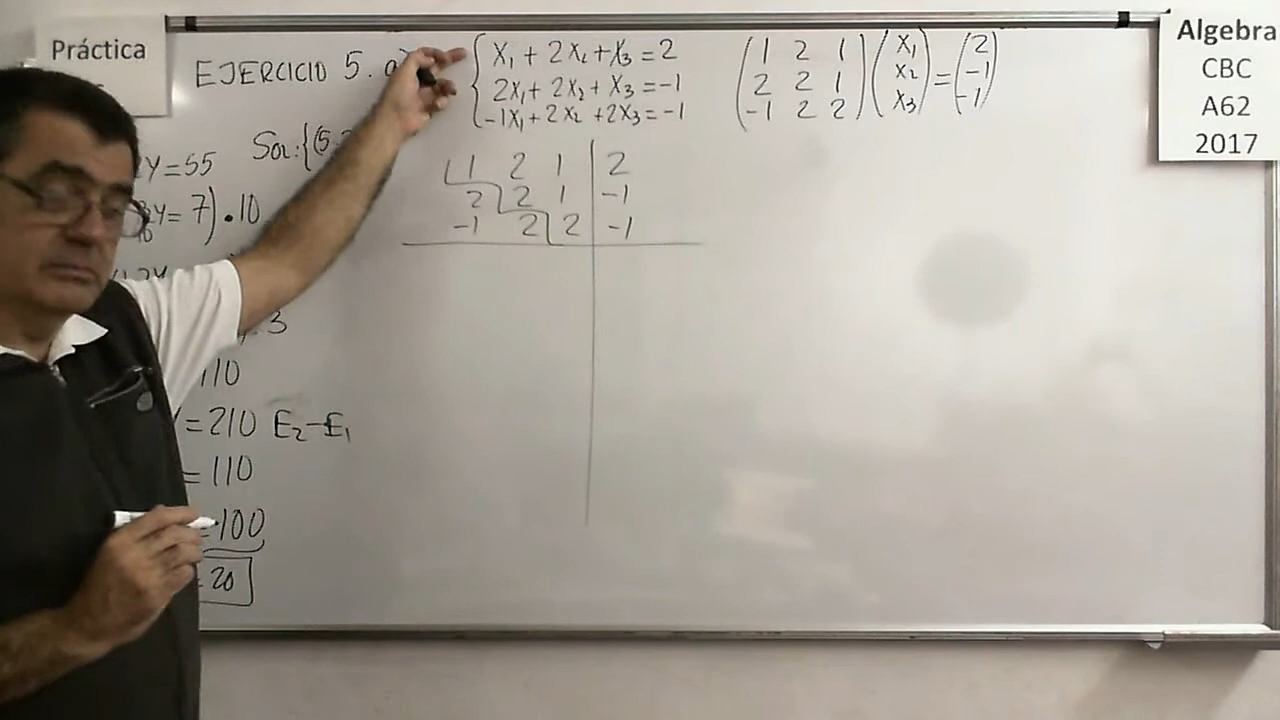 Práctica
EJERCICIO 5. a)
{ X₁ + 2X₂ + X₃ = 2
2X₁ + 2X₂ + X₃ = -1
-1X₁ + 2X₂ + 2X₃ = -1
( 1 2 1 ) ( X₁ ) = ( 2 )
( 2 2 1 ) ( X₂ ) ( -1 )
( -1 2 2 ) ( X₃ ) ( -1 )
Algebra
CBC
A62
2017
Y = 55
Y = 7) • 10
10
2Y
3
110
= 210 E₂ - E₁
= 110
= 100
= 20
1 2 1 | 2
2 2 1 | -1
-1 2 2 | -1